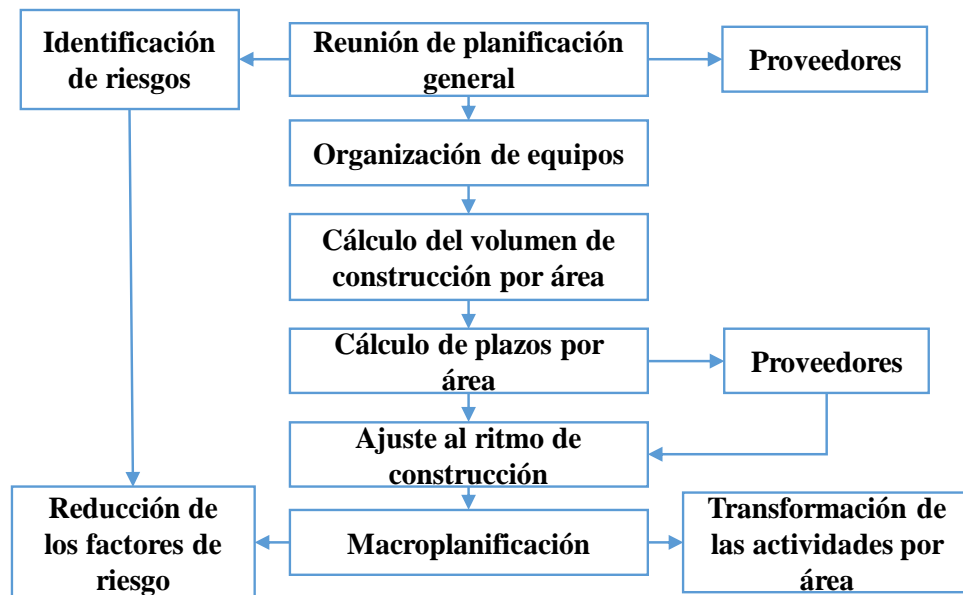 Identificación
de riesgos
Reunión de planificación
general
Proveedores
Organización de equipos
Cálculo del volumen de
construcción por área
Cálculo de plazos por
área
Proveedores
Ajuste al ritmo de
construcción
Reducción de
los factores de
riesgo
Macroplanificación
Transformación de
las actividades por
área